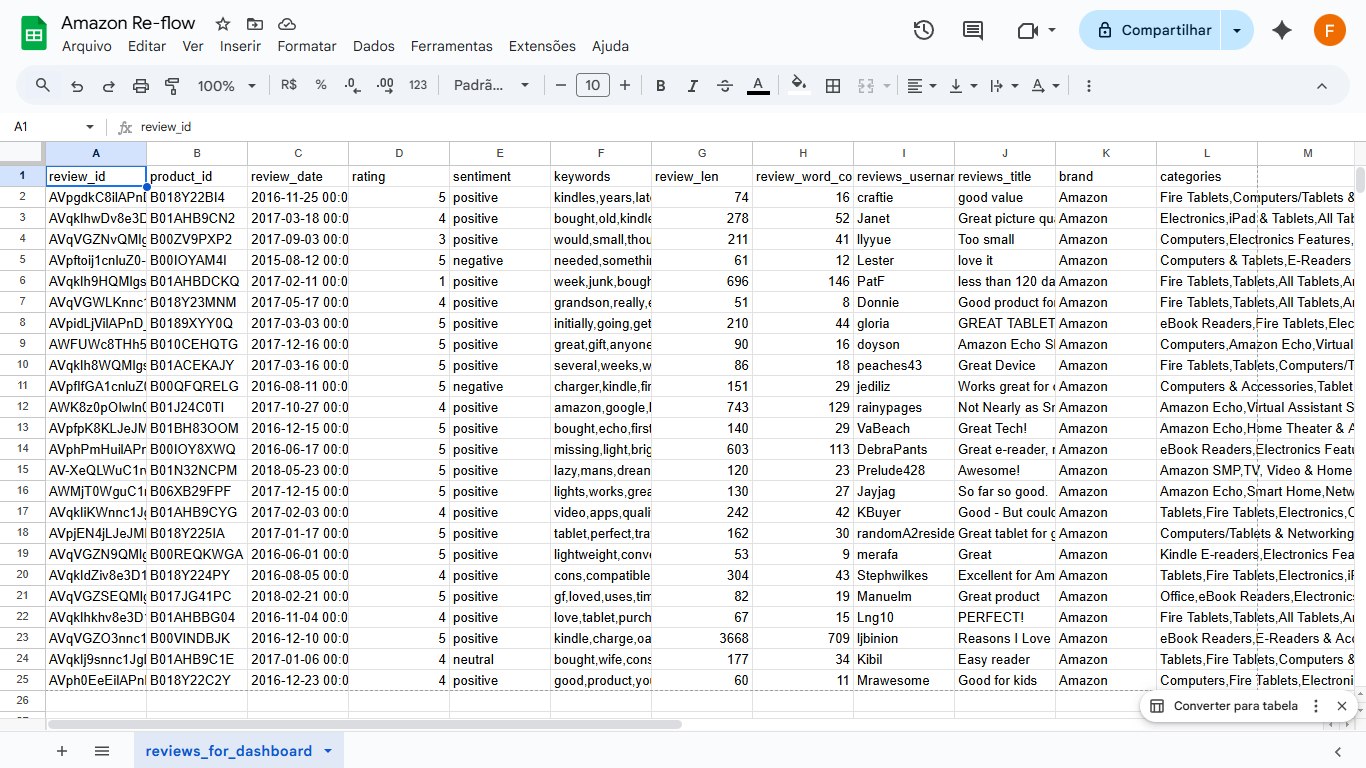 Amazon Re-flow
Arquivo Editar Ver Inserir Formatar Dados Ferramentas Extensões Ajuda
Compartilhar
F
100% R$ % .0 .00 123 Padrã... 10 B I S A
A1 fx review_id
A B C D E F G H I J K L M
1 review_id product_id review_date rating sentiment keywords review_len review_word_co reviews_usernar reviews_title brand categories
2 AVpgdkC8ilAPnD B018Y22BI4 2016-11-25 00:0 5 positive kindles,years,late 74 16 craftie good value Amazon Fire Tablets,Computers/Tablets &
3 AVqkIhwDv8e3D B01AHB9CN2 2017-03-18 00:0 4 positive bought,old,kindle 278 52 Janet Great picture qua Amazon Electronics,iPad & Tablets,All Tab
4 AVqVGZNvQMlg B00ZV9PXP2 2017-09-03 00:0 3 positive would,small,thou 211 41 llyyue Too small Amazon Computers,Electronics Features,
5 AVpftoij1cnluZ0- B00IOYAM4I 2015-08-12 00:0 5 negative needed,somethin 61 12 Lester love it Amazon Computers & Tablets,E-Readers
6 AVqkIh9HQMlgs B01AHBDCKQ 2017-02-11 00:0 1 positive week,junk,bough 696 146 PatF less than 120 da Amazon Fire Tablets,Tablets,All Tablets,A
7 AVqVGWLKnnc1 B018Y23MNM 2017-05-17 00:0 4 positive grandson,really,e 51 8 Donnie Good product for Amazon Fire Tablets,Tablets,All Tablets,A
8 AVpidLjVilAPnD_ B0189XYY0Q 2017-03-03 00:0 5 positive initially,going,get 210 44 gloria GREAT TABLET Amazon eBook Readers,Fire Tablets,Elec
9 AWFUWc8THh5 B010CEHQTG 2017-12-16 00:0 5 positive great,gift,anyone 90 16 doyson Amazon Echo S Amazon Computers,Amazon Echo,Virtual
10 AVqkIh8WQMlgs B01ACEKAJY 2017-03-16 00:0 5 positive several,weeks,w 86 18 peaches43 Great Device Amazon Fire Tablets,Tablets,Computers/T
11 AVpfIfGA1cnluZ0 B00QFQRELG 2016-08-11 00:0 5 negative charger,kindle,fir 151 29 jediliz Works great for Amazon Computers & Accessories,Tablet
12 AWK8z0pOIwln0 B01J24C0TI 2017-10-27 00:0 4 positive amazon,google,h 743 129 rainypages Not Nearly as Sr Amazon Amazon Echo,Virtual Assistant S
13 AVpfpK8KLJeJM B01BH83OOM 2016-12-15 00:0 5 positive bought,echo,first 140 29 VaBeach Great Tech! Amazon Amazon Echo,Home Theater & A
14 AVphPmHuilAPr B00IOY8XWQ 2016-06-17 00:0 5 positive missing,light,brig 603 113 DebraPants Great e-reader, r Amazon eBook Readers,Electronics Featu
15 AV-XeQLWuC1r B01N32NCPM 2018-05-23 00:0 5 positive lazy,mans,drean 120 23 Prelude428 Awesome! Amazon Amazon SMP,TV, Video & Home
16 AWMjT0WguC1r B06XB29FPF 2017-12-15 00:0 5 positive lights,works,grea 130 27 Jayjag So far so good. Amazon Amazon Echo,Smart Home,Netw
17 AVqkIiKWnnc1Jg B01AHB9CYG 2017-02-03 00:0 4 positive video,apps,quali 242 42 KBuyer Good - But could Amazon Tablets,Fire Tablets,Electronics,C
18 AVpjEN4jLJeJMl B018Y225IA 2017-01-17 00:0 5 positive tablet,perfect,tra 162 30 randomA2reside Great tablet for g Amazon Computers/Tablets & Networking
19 AVqVGZN9QMlg B00REQKWGA 2016-06-01 00:0 5 positive lightweight,conv 53 9 merafa Great Amazon Kindle E-readers,Electronics Fea
20 AVqkIdZiv8e3D1 B018Y224PY 2016-08-05 00:0 4 positive cons,compatible 304 43 Stephwilkes Excellent for Am Amazon Tablets,Fire Tablets,Electronics,iF
21 AVqVGZSEQMlg B017JG41PC 2018-02-21 00:0 5 positive gf,loved,uses,tim 82 19 Manuelm Great product Amazon Office,eBook Readers,Electronic
22 AVqkIhkhv8e3D1 B01AHBBG04 2016-11-04 00:0 4 positive love,tablet,purch 67 15 Lng10 PERFECT! Amazon Fire Tablets,Tablets,All Tablets,A
23 AVqVGZO3nnc1 B00VINDBJK 2016-12-10 00:0 5 positive kindle,charge,oa 3668 709 ljbinion Reasons I Love Amazon eBook Readers,E-Readers & Acc
24 AVqkIj9snnc1Jgl B01AHB9C1E 2017-01-06 00:0 4 neutral bought,wife,cons 177 34 Kibil Easy reader Amazon Tablets,Fire Tablets,Computers &
25 AVph0EeEilAPnl B018Y22C2Y 2016-12-23 00:0 4 positive good,product,yo 60 11 Mrawesome Good for kids Amazon Computers,Fire Tablets,Electroni
26
Converter para tabela
reviews_for_dashboard